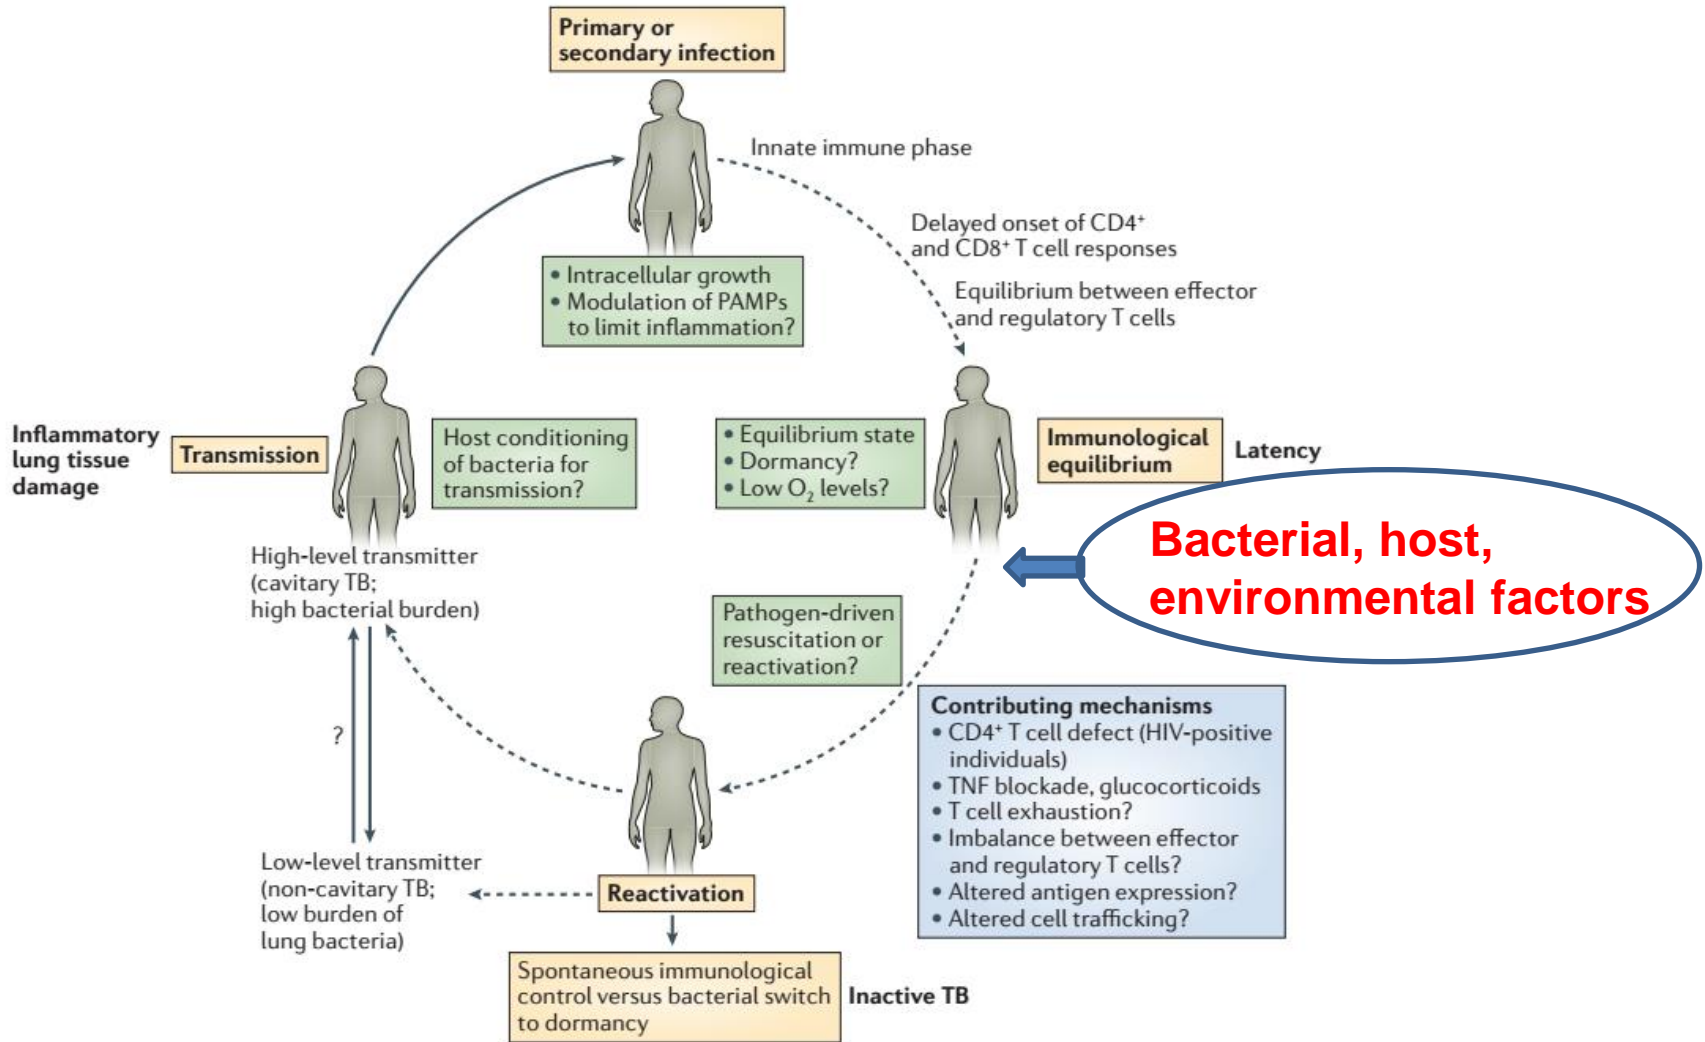 Primary or
secondary infection
Innate immune phase
Delayed onset of CD4⁺
and CD8⁺ T cell responses
Equilibrium between effector
and regulatory T cells
• Intracellular growth
• Modulation of PAMPs
to limit inflammation?
Inflammatory
lung tissue
damage
Transmission
Host conditioning
of bacteria for
transmission?
• Equilibrium state
• Dormancy?
• Low O₂ levels?
Immunological
equilibrium
Latency
Bacterial, host,
environmental factors
High-level transmitter
(cavitary TB;
high bacterial burden)
Pathogen-driven
resuscitation or
reactivation?
Contributing mechanisms
• CD4⁺ T cell defect (HIV-positive
individuals)
• TNF blockade, glucocorticoids
• T cell exhaustion?
• Imbalance between effector
and regulatory T cells?
• Altered antigen expression?
• Altered cell trafficking?
?
Low-level transmitter
(non-cavitary TB;
low burden of
lung bacteria)
Reactivation
Spontaneous immunological
control versus bacterial switch
to dormancy
Inactive TB